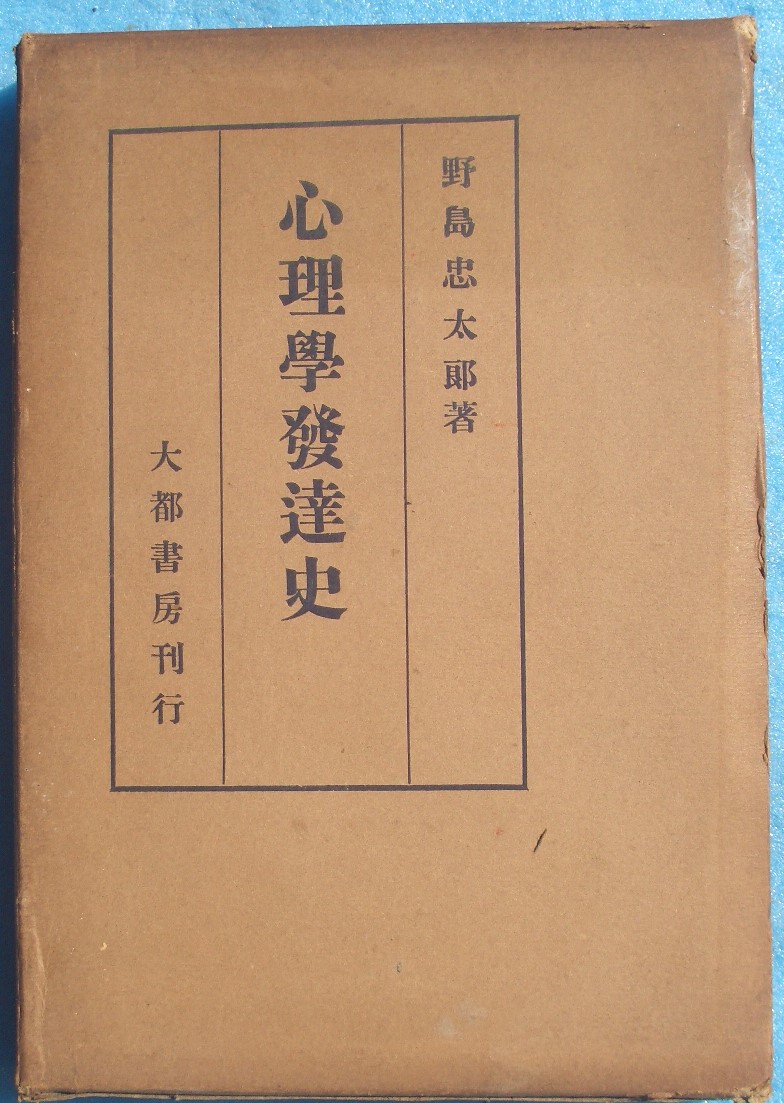 野島忠太郎著
心理學發達史
大都書房刊行